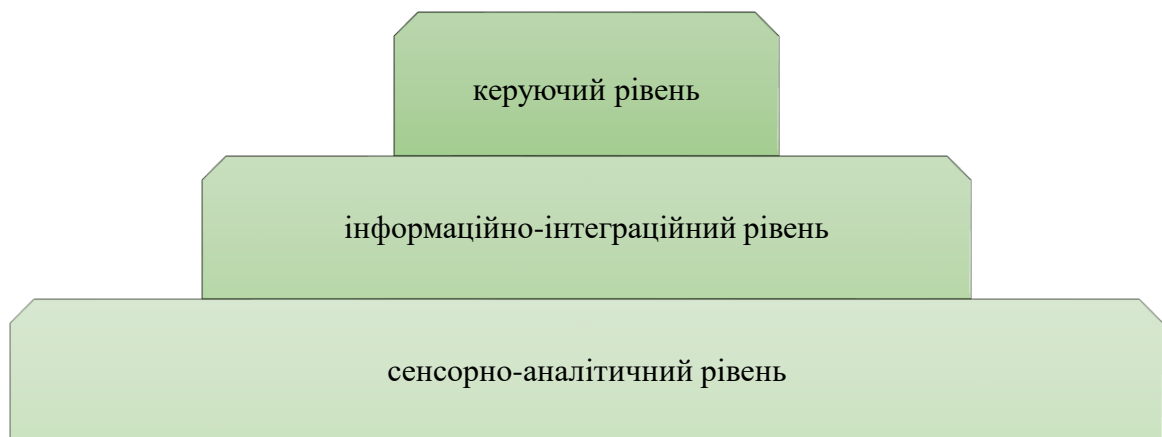 керуючий рівень
інформаційно-інтеграційний рівень
сенсорно-аналітичний рівень